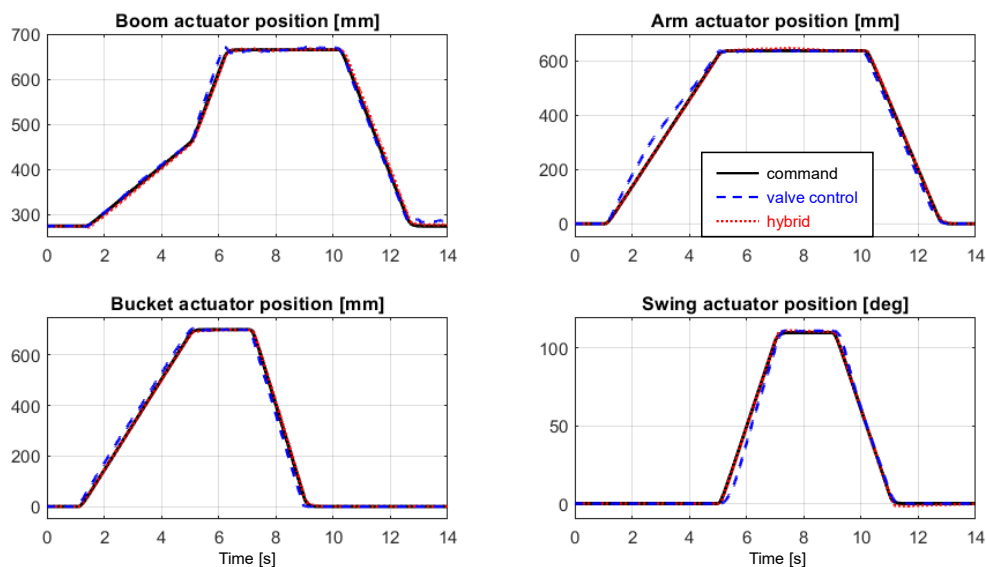 Boom actuator position [mm]
700
600
500
400
300
0 2 4 6 8 10 12 14
Arm actuator position [mm]
600
400
200
0
command
valve control
hybrid
0 2 4 6 8 10 12 14
Bucket actuator position [mm]
600
400
200
0
0 2 4 6 8 10 12 14
Time [s]
Swing actuator position [deg]
100
50
0
0 2 4 6 8 10 12 14
Time [s]